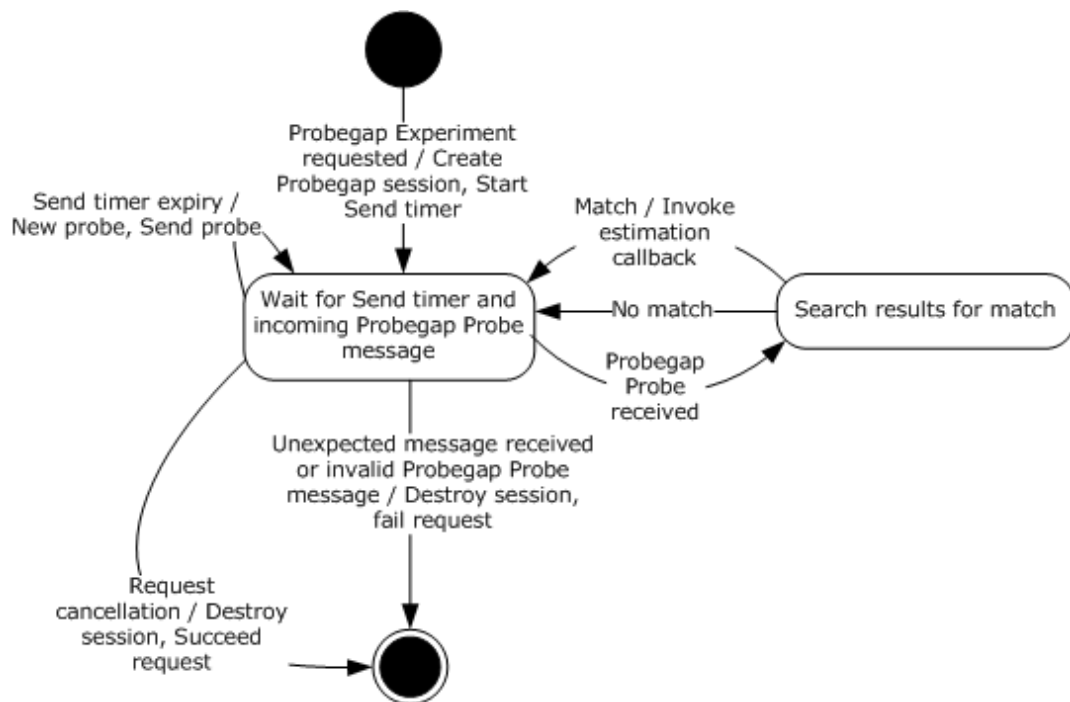 Probegap Experiment
requested / Create
Probegap session, Start
Send timer
Send timer expiry /
New probe, Send probe
Match / Invoke
estimation
callback
Wait for Send timer and
incoming Probegap Probe
message
No match
Search results for match
Probegap
Probe
received
Unexpected message received
or invalid Probegap Probe
message / Destroy session,
fail request
Request
cancellation / Destroy
session, Succeed
request